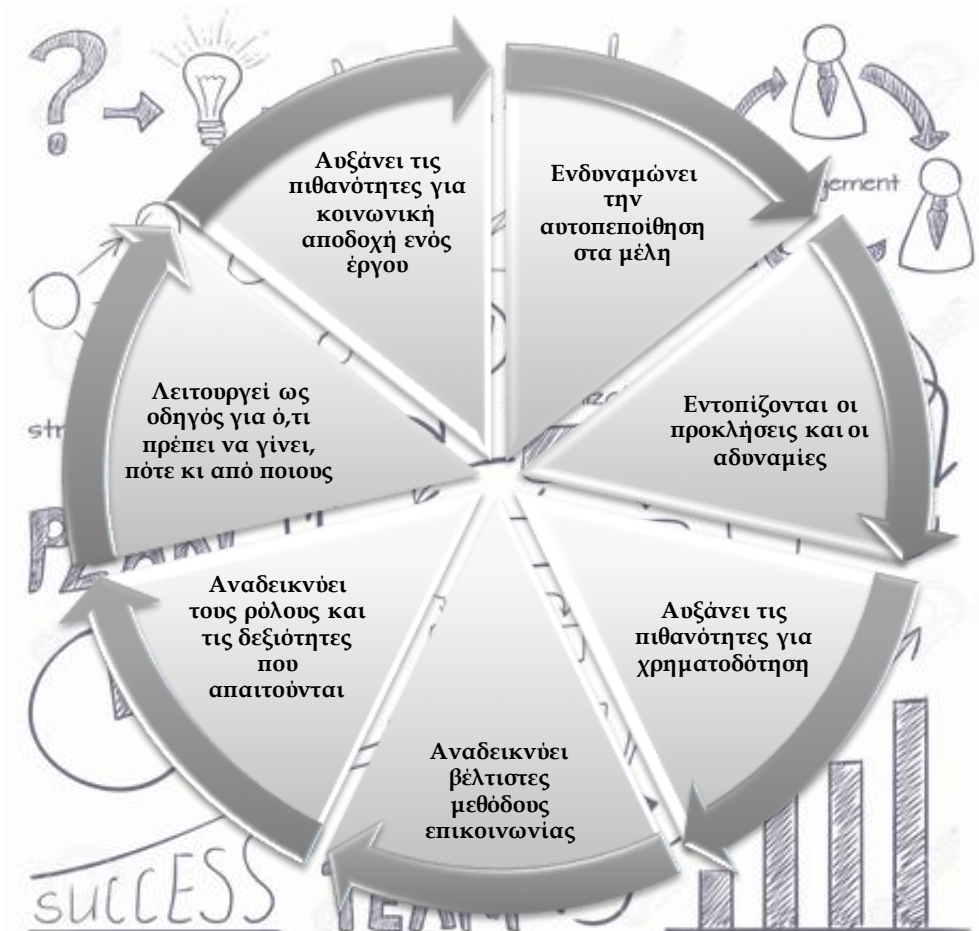 Ενδυναμώνει
την
αυτοπεποίθηση
στα μέλη
Εντοπίζονται οι
προκλήσεις και οι
αδυναμίες
Αυξάνει τις
πιθανότητες για
χρηματοδότηση
Αναδεικνύει
βέλτιστες
μεθόδους
επικοινωνίας
Αναδεικνύει
τους ρόλους και
τις δεξιότητες
που
απαιτούνται
Λειτουργεί ως
οδηγός για ό,τι
πρέπει να γίνει,
πότε κι από ποιους
Αυξάνει τις
πιθανότητες για
κοινωνική
αποδοχή ενός
έργου
SUCCESS